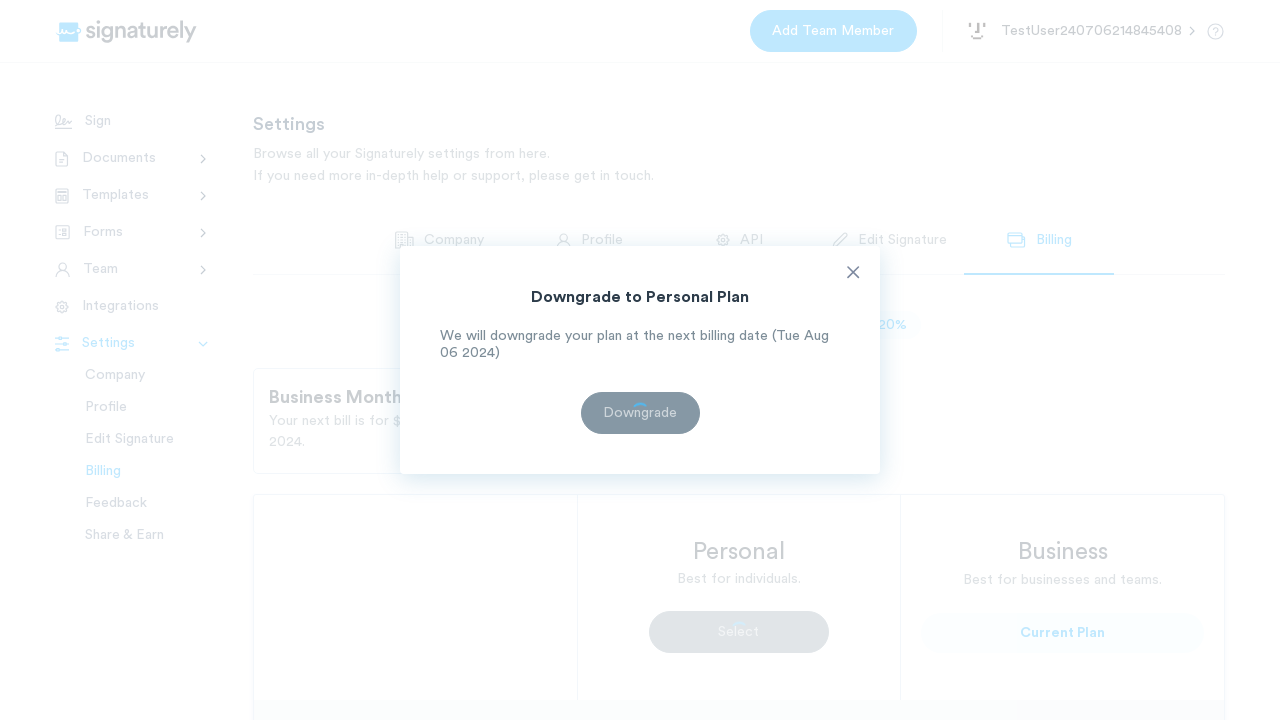 signaturely
Add Team Member
TestUser240706214845408
Sign
Documents
Templates
Forms
Team
Integrations
Settings
Company
Profile
Edit Signature
Billing
Feedback
Share & Earn
Settings
Browse all your Signaturely settings from here.
If you need more in-depth help or support, please get in touch.
Company
Profile
API
Edit Signature
Billing
20%
Business Month
Your next bill is for $
2024.
Downgrade to Personal Plan
We will downgrade your plan at the next billing date (Tue Aug
06 2024)
Downgrade
Personal
Best for individuals.
Select
Business
Best for businesses and teams.
Current Plan